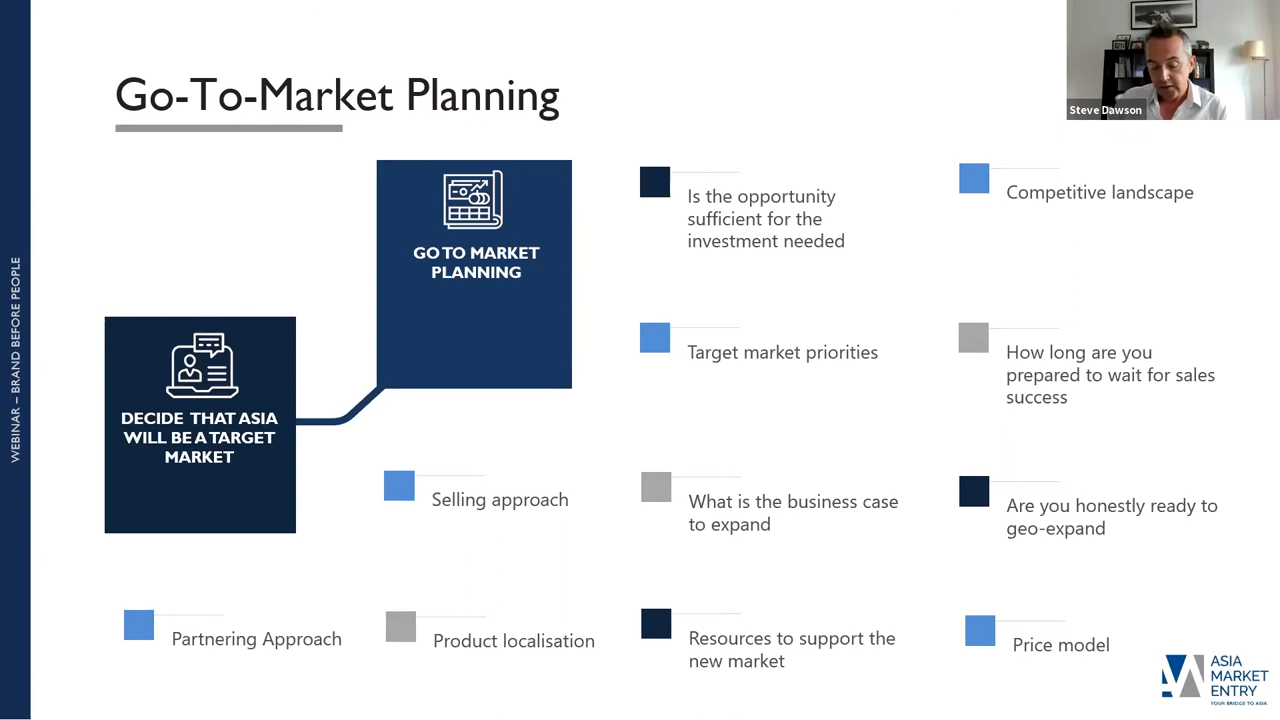 Go-To-Market Planning
Steve Dawson
WEBINAR – BRAND BEFORE PEOPLE
GO TO MARKET
PLANNING
DECIDE THAT ASIA
WILL BE A TARGET
MARKET
Is the opportunity
sufficient for the
investment needed
Competitive landscape
Target market priorities
How long are you
prepared to wait for sales
success
Selling approach
What is the business case
to expand
Are you honestly ready to
geo-expand
Partnering Approach
Product localisation
Resources to support the
new market
Price model
ASIA
MARKET
ENTRY
YOUR BRIDGE TO ASIA